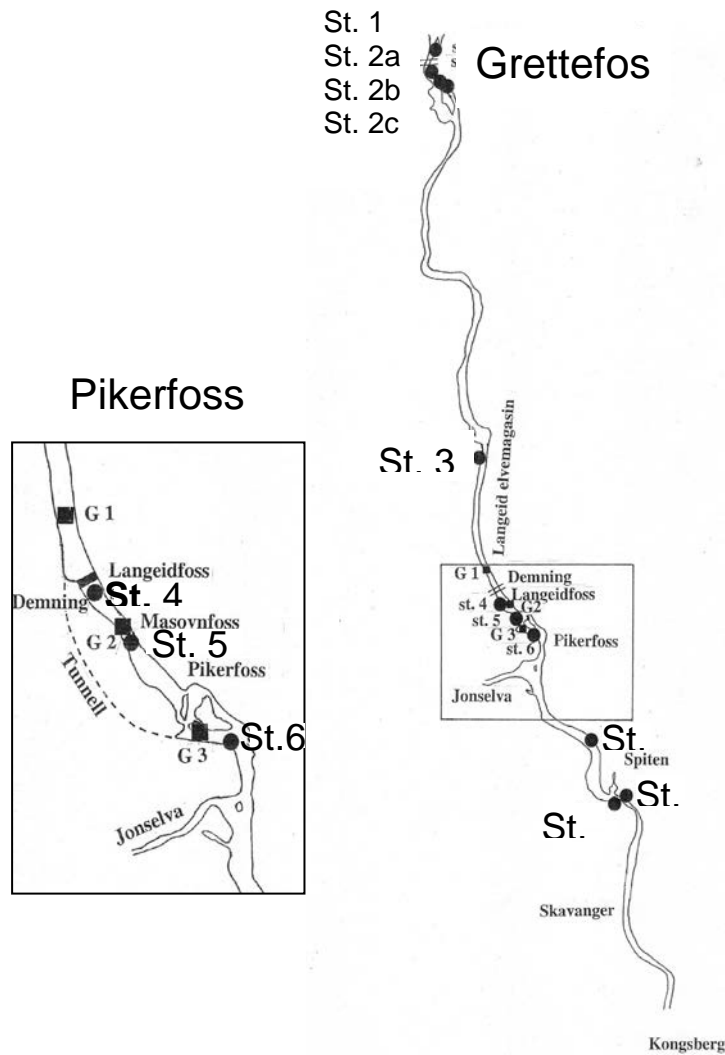 St. 1
St. 2a
St. 2b
St. 2c
Grettefos
St. 3
Langeid elvemagasin
Pikerfoss
G 1
Langeidfoss
Demning
St. 4
Masovnfoss
G 2
St. 5
Pikerfoss
Tunnell
St.6
G 3
Jonselva
G 1
Demning
Langeidfoss
st. 4
G2
st. 5
G 3
st. 6
Pikerfoss
Jonselva
St.
Spiten
St.
St.
Skavanger
Kongsberg